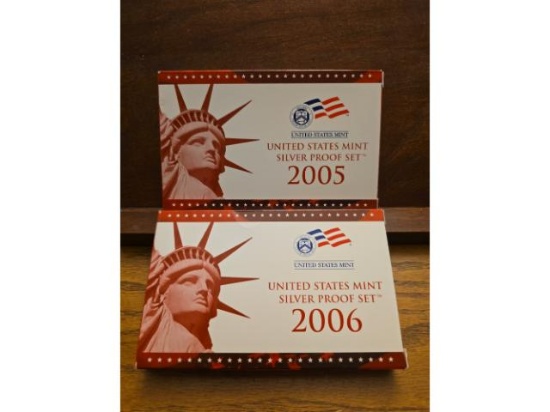 UNITED STATES MINT
UNITED STATES MINT
SILVER PROOF SET™
2005
UNITED STATES MINT
UNITED STATES MINT
SILVER PROOF SET™
2006